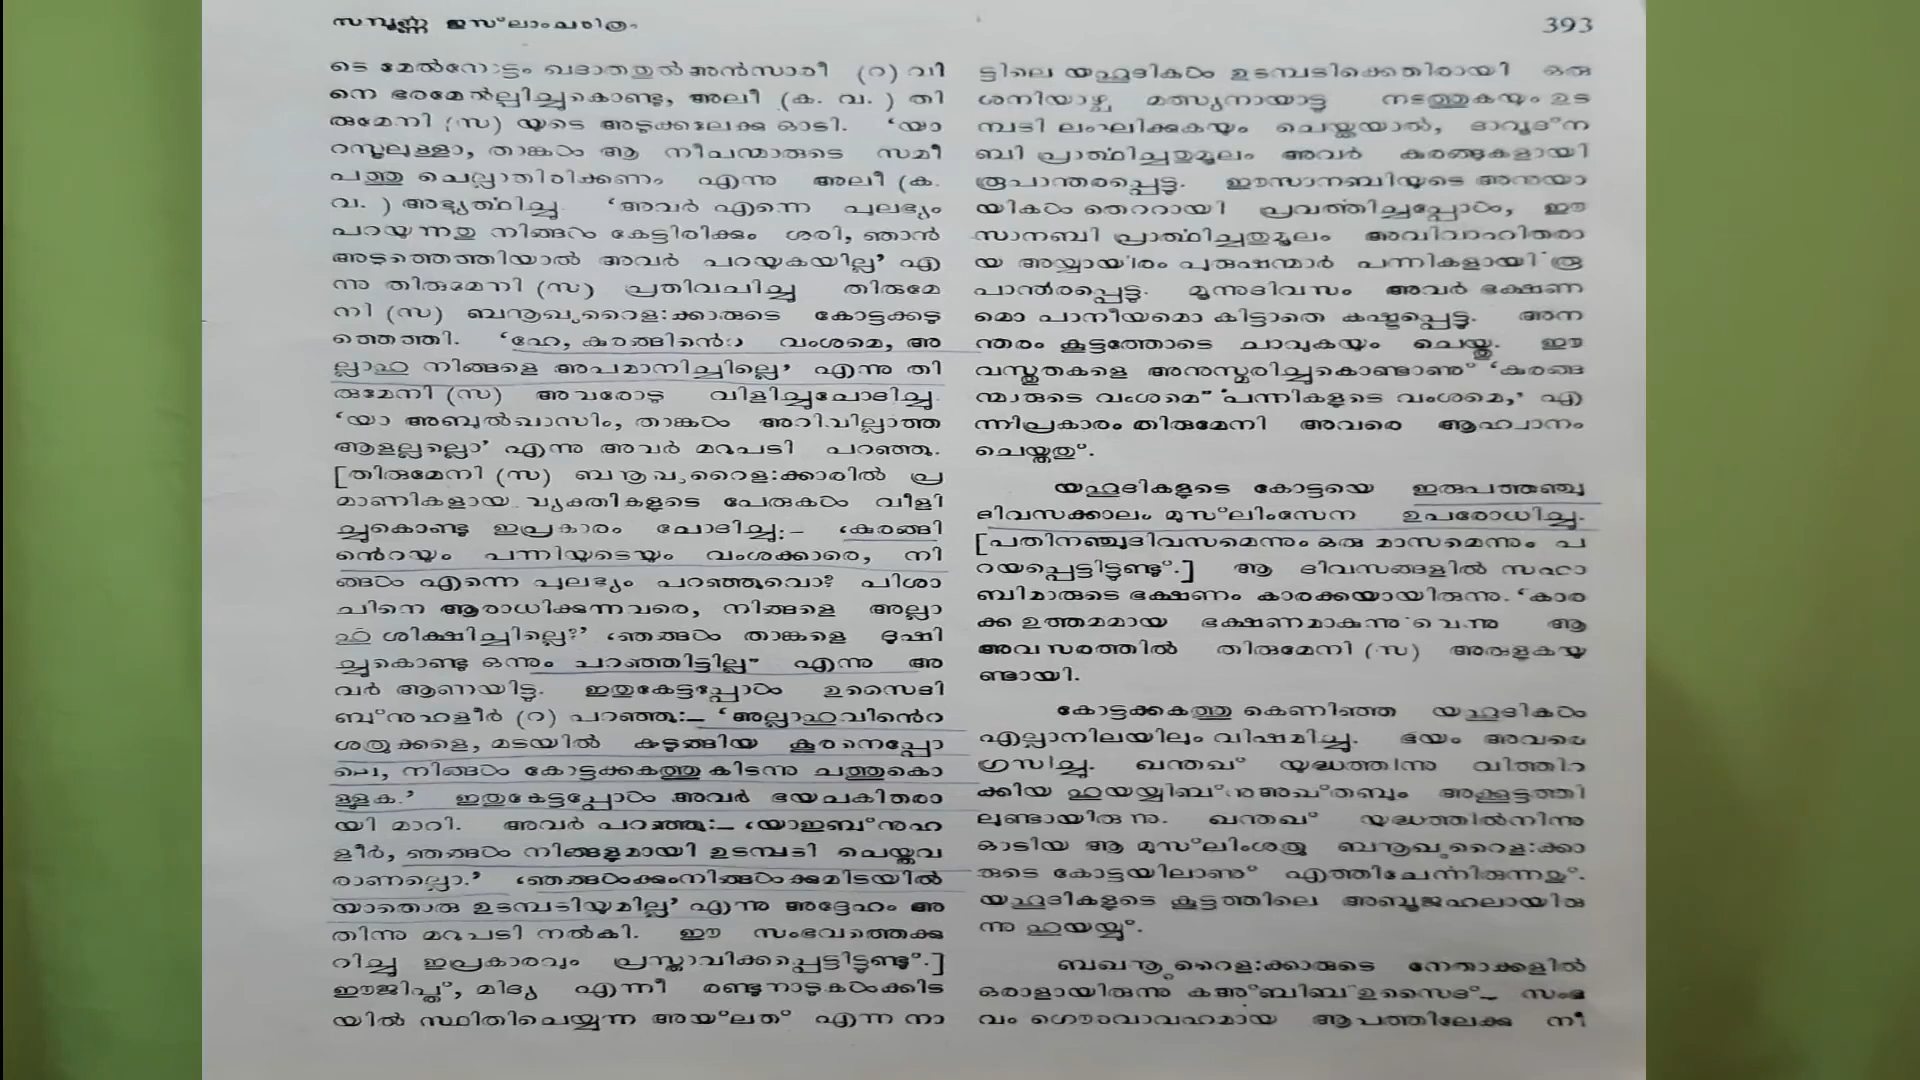 സമ്പൂർണ്ണ ഇസ്‌ലാംചരിത്രം
393
ടെ മേൽനോട്ടം ഖദാതതുൽഅൻസാരീ (റ) വി
നെ ഭരമേൽപ്പിച്ചുകൊണ്ടു, അലീ (ക. വ. ) തി
രുമേനി (സ) യുടെ അടുക്കലേക്കു ഓടി. ‘യാ
റസൂലുള്ളാ, താങ്കൾ ആ നീചന്മാരുടെ സമീ
പത്തു ചെല്ലാതിരിക്കണം എന്നു അലീ (ക.
വ. ) അഭ്യർത്ഥിച്ചു ‘അവർ എന്നെ പുലഭ്യം
പറയുന്നതു നിങ്ങൾ കേട്ടിരിക്കും ശരി, ഞാൻ
അടുത്തെത്തിയാൽ അവർ പറയുകയില്ല’ എ
ന്നു തിരുമേനി (സ) പ്രതിവചിച്ചു തിരുമേ
നി (സ) ബനൂഖുറൈള:ക്കാരുടെ കോട്ടക്കടു
ത്തെത്തി. ‘ഹേ, കുരങ്ങിൻെറ വംശമെ, അ
ല്ലാഹു നിങ്ങളെ അപമാനിച്ചില്ലെ’ എന്നു തി
രുമേനി (സ) അവരോടു വിളിച്ചുചോദിച്ചു.
‘യാ അബുൽഖാസിം, താങ്കൾ അറിവില്ലാത്ത
ആളല്ലല്ലൊ’ എന്നു അവർ മറുപടി പറഞ്ഞു.
[തിരുമേനി (സ) ബനൂഖുറൈള:ക്കാരിൽ പ്ര
മാണികളായ വ്യക്തികളുടെ പേരുകൾ വിളി
ച്ചുകൊണ്ടു ഇപ്രകാരം ചോദിച്ചു:— ‘കുരങ്ങി
ൻെറയും പന്നിയുടെയും വംശക്കാരെ, നി
ങ്ങൾ എന്നെ പുലഭ്യം പറഞ്ഞുവൊ? പിശാ
ചിനെ ആരാധിക്കുന്നവരെ, നിങ്ങളെ അല്ലാ
ഹു ശിക്ഷിച്ചില്ലെ?’ ‘ഞങ്ങൾ താങ്കളെ ദുഷി
ച്ചുകൊണ്ടു ഒന്നും പറഞ്ഞിട്ടില്ല” എന്നു അ
വർ ആണയിട്ടു. ഇതുകേട്ടപ്പോൾ ഉസൈദി
ബ്‌നുഹളീർ (റ) പറഞ്ഞു:— ‘അല്ലാഹുവിൻെറ
ശത്രുക്കളെ, മടയിൽ കുടുങ്ങിയ കുറുനരെപ്പോ
ലെ, നിങ്ങൾ കോട്ടക്കകത്തു കിടന്നു ചത്തുകൊ
ള്ളുക.’ ഇതുകേട്ടപ്പോൾ അവർ ഭയചകിതരാ
യി മാറി. അവർ പറഞ്ഞു:— ‘യാഇബ്‌നുഹ
ളീർ, ഞങ്ങൾ നിങ്ങളുമായി ഉടമ്പടി ചെയ്തവ
രാണല്ലൊ.’ ‘ഞങ്ങൾക്കുംനിങ്ങൾക്കുമിടയിൽ
യാതൊരു ഉടമ്പടിയുമില്ല’ എന്നു അദ്ദേഹം അ
തിന്നു മറുപടി നൽകി. ഈ സംഭവത്തെക്കു
റിച്ചു ഇപ്രകാരവും പ്രസ്താവിക്കപ്പെട്ടിട്ടുണ്ടു്.]
ഈജിപ്ത്, മിദ്യ എന്നീ രണ്ടുനാടുകൾക്കിട
യിൽ സ്ഥിതിചെയ്യുന്ന അയ്‌ലത് എന്ന നാ
ട്ടിലെ യഹൂദികൾ ഉടമ്പടിക്കെതിരായി ഒരു
ശനിയാഴ്ച മത്സ്യനായാട്ടു നടത്തുകയും ഉട
മ്പടി ലംഘിക്കുകയും ചെയ്തയാൽ, ദാവൂദ്ന
ബി പ്രാർത്ഥിച്ചതുമൂലം അവർ കുരങ്ങുകളായി
രൂപാന്തരപ്പെട്ടു. ഈസാനബിയുടെ അനുയാ
യികൾ തെററായി പ്രവർത്തിച്ചപ്പോൾ, ഈ
സാനബി പ്രാർത്ഥിച്ചതുമൂലം അവിവാഹിതരാ
യ അയ്യായിരം പുരുഷന്മാർ പന്നികളായി രൂ
പാന്തരപ്പെട്ടു. മൂന്നുദിവസം അവർ ഭക്ഷണ
മൊ പാനീയമൊ കിട്ടാതെ കഷ്ടപ്പെട്ടു. അന
ന്തരം കൂട്ടത്തോടെ ചാവുകയും ചെയ്തു. ഈ
വസ്തുതകളെ അനുസ്മരിച്ചുകൊണ്ടാണു് ‘കുരങ്ങു
ന്മാരുടെ വംശമെ” ‘പന്നികളുടെ വംശമെ,’ എ
ന്നിപ്രകാരം തിരുമേനി അവരെ ആഹ്വാനം
ചെയ്തതു്.
യഹൂദികളുടെ കോട്ടയെ ഇരുപത്തഞ്ചു
ദിവസക്കാലം മുസ്‌ലിംസേന ഉപരോധിച്ചു.
[പതിനഞ്ചുദിവസമെന്നും ഒരു മാസമെന്നും പ
റയപ്പെട്ടിട്ടുണ്ടു്.] ആ ദിവസങ്ങളിൽ സഹാ
ബിമാരുടെ ഭക്ഷണം കാരക്കയായിരുന്നു. ‘കാര
ക്ക ഉത്തമമായ ഭക്ഷണമാകുന്നു’വെന്നു ആ
അവസരത്തിൽ തിരുമേനി (സ) അരുളുകയു
ണ്ടായി.
കോട്ടക്കകത്തു കെണിഞ്ഞ യഹൂദികൾ
എല്ലാനിലയിലും വിഷമിച്ചു. ഭയം അവരെ
ഗ്രസിച്ചു. ഖന്തഖ് യുദ്ധത്തിന്നു വിത്തിറ
ക്കിയ ഹുയയ്യിബ്‌നുഅഖ്തബും അക്കൂട്ടത്തി
ലുണ്ടായിരുന്നു. ഖന്തഖ് യുദ്ധത്തിൽനിന്നു
ഓടിയ ആ മുസ്‌ലിംശത്രു ബനൂഖുറൈള:ക്കാ
രുടെ കോട്ടയിലാണു് എത്തിച്ചേർന്നിരുന്നതു്.
യഹൂദികളുടെ കൂട്ടത്തിലെ അബൂജഹലായിരു
ന്നു ഹുയയ്യു്.
ബഖനൂറൈള:ക്കാരുടെ നേതാക്കളിൽ
ഒരാളായിരുന്നു കഅ്ബിബ്‌ഉസൈദ്— സംഭ
വം ഗൌരവാവഹമായ ആപത്തിലേക്കു നീ